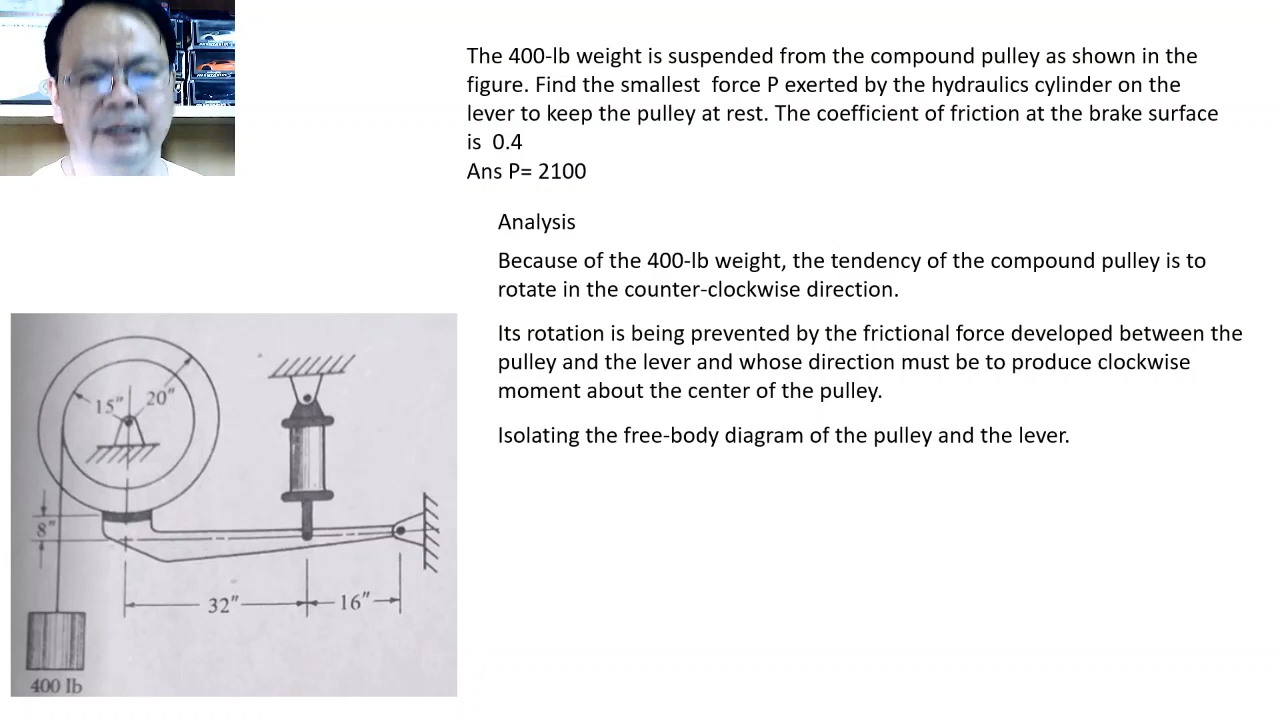 The 400-lb weight is suspended from the compound pulley as shown in the
figure. Find the smallest  force P exerted by the hydraulics cylinder on the
lever to keep the pulley at rest. The coefficient of friction at the brake surface
is  0.4
Ans P= 2100
Analysis
Because of the 400-lb weight, the tendency of the compound pulley is to
rotate in the counter-clockwise direction.
Its rotation is being prevented by the frictional force developed between the
pulley and the lever and whose direction must be to produce clockwise
moment about the center of the pulley.
Isolating the free-body diagram of the pulley and the lever.
15" 20"
8"
32" 16"
400 lb